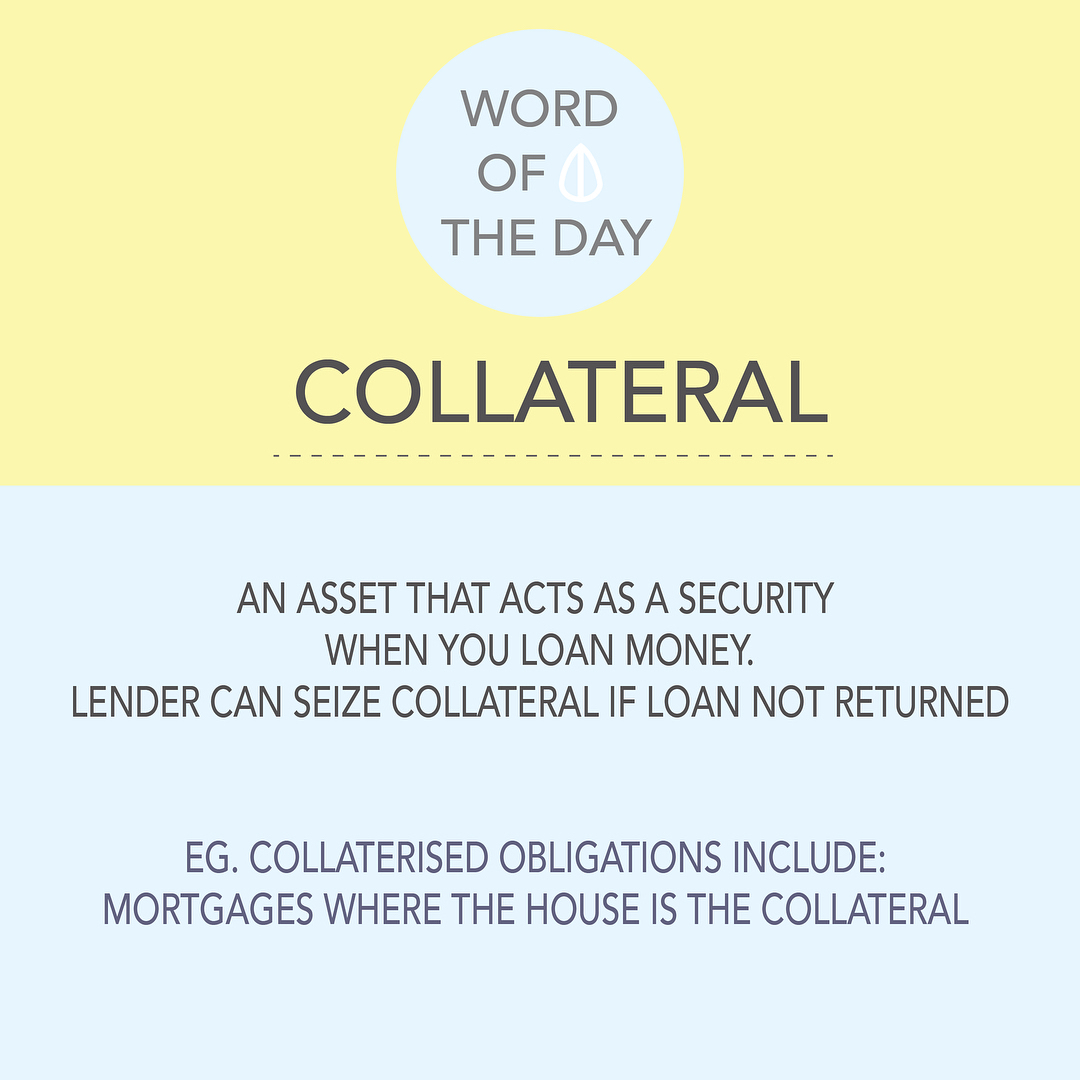 WORD
OF
THE DAY
COLLATERAL
AN ASSET THAT ACTS AS A SECURITY
WHEN YOU LOAN MONEY.
LENDER CAN SEIZE COLLATERAL IF LOAN NOT RETURNED
EG. COLLATERISED OBLIGATIONS INCLUDE:
MORTGAGES WHERE THE HOUSE IS THE COLLATERAL